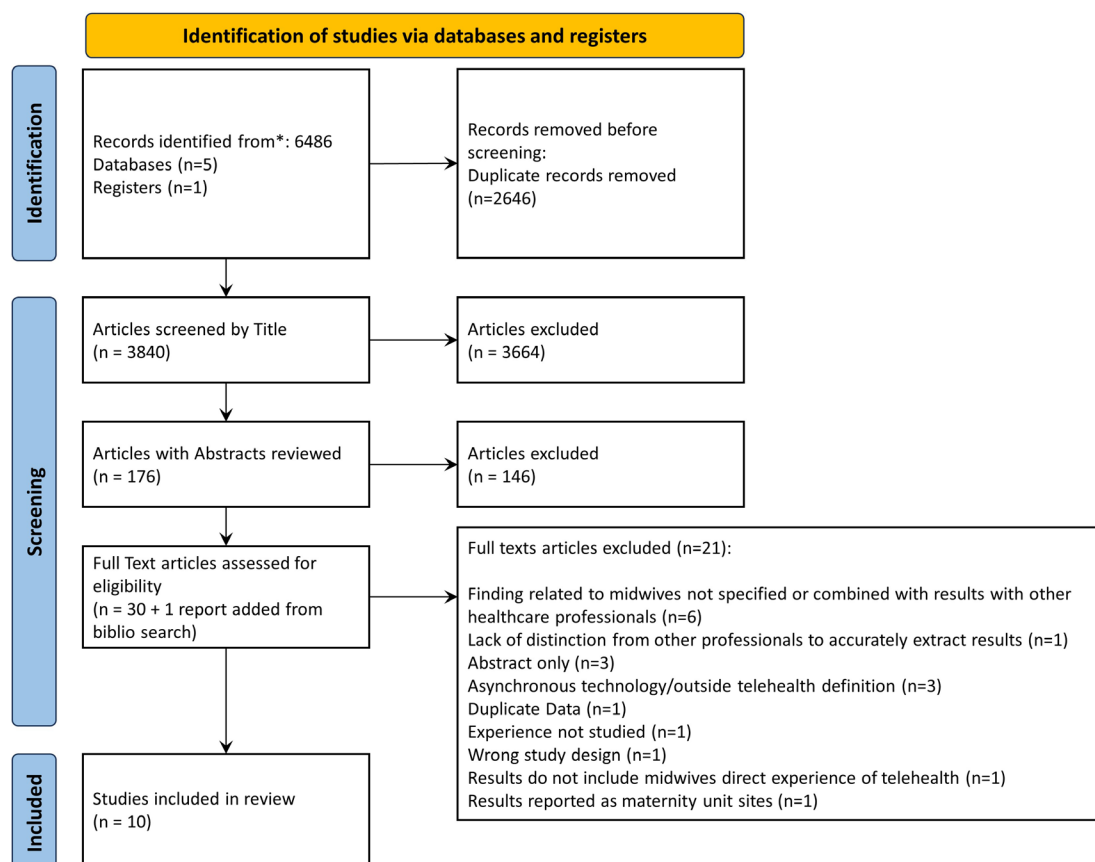 Identification of studies via databases and registers
Identification
Records identified from*: 6486
Databases (n=5)
Registers (n=1)
Records removed before
screening:
Duplicate records removed
(n=2646)
Screening
Articles screened by Title
(n = 3840)
Articles excluded
(n = 3664)
Articles with Abstracts reviewed
(n = 176)
Articles excluded
(n = 146)
Full Text articles assessed for
eligibility
(n = 30 + 1 report added from
biblio search)
Full texts articles excluded (n=21):
Finding related to midwives not specified or combined with results with other
healthcare professionals (n=6)
Lack of distinction from other professionals to accurately extract results (n=1)
Abstract only (n=3)
Asynchronous technology/outside telehealth definition (n=3)
Duplicate Data (n=1)
Experience not studied (n=1)
Wrong study design (n=1)
Results do not include midwives direct experience of telehealth (n=1)
Results reported as maternity unit sites (n=1)
Included
Studies included in review
(n = 10)